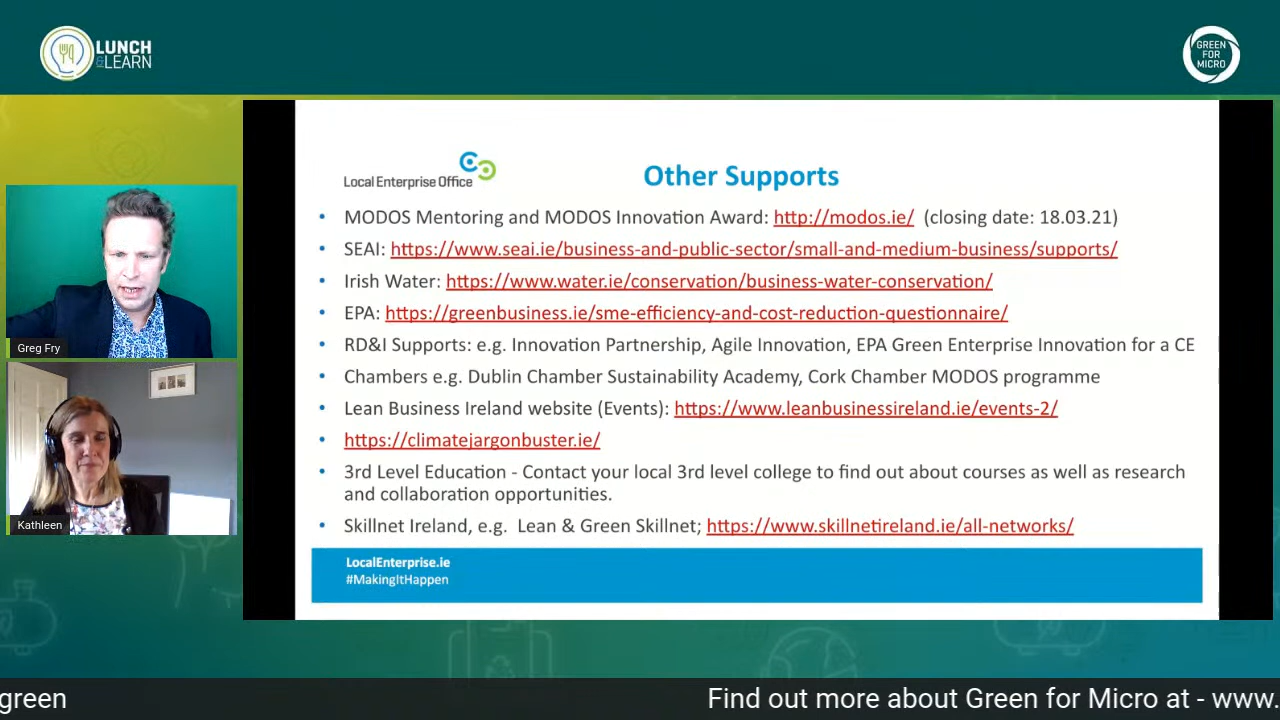 LUNCH
& LEARN
GREEN
FOR
MICRO
Local Enterprise Office
Other Supports
• MODOS Mentoring and MODOS Innovation Award: http://modos.ie/ (closing date: 18.03.21)
• SEAI: https://www.seai.ie/business-and-public-sector/small-and-medium-business/supports/
• Irish Water: https://www.water.ie/conservation/business-water-conservation/
• EPA: https://greenbusiness.ie/sme-efficiency-and-cost-reduction-questionnaire/
• RD&I Supports: e.g. Innovation Partnership, Agile Innovation, EPA Green Enterprise Innovation for a CE
• Chambers e.g. Dublin Chamber Sustainability Academy, Cork Chamber MODOS programme
• Lean Business Ireland website (Events): https://www.leanbusinessireland.ie/events-2/
• https://climatejargonbuster.ie/
• 3rd Level Education - Contact your local 3rd level college to find out about courses as well as research
and collaboration opportunities.
• Skillnet Ireland, e.g. Lean & Green Skillnet; https://www.skillnetireland.ie/all-networks/
LocalEnterprise.ie
#MakingItHappen
Greg Fry
Kathleen
green
Find out more about Green for Micro at - www.